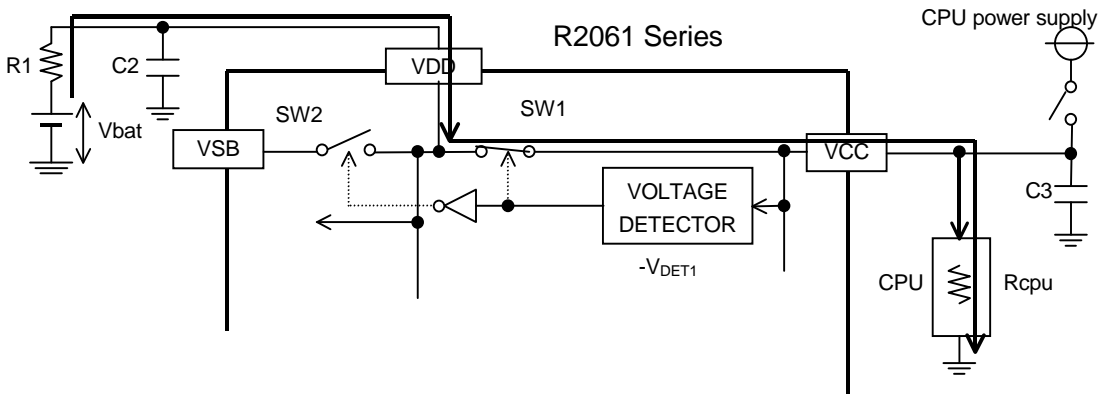 CPU power supply
R2061 Series
R1
C2
VDD
SW1
Vbat
SW2
VSB
VCC
VOLTAGE
DETECTOR
C3
-VDET1
CPU
Rcpu